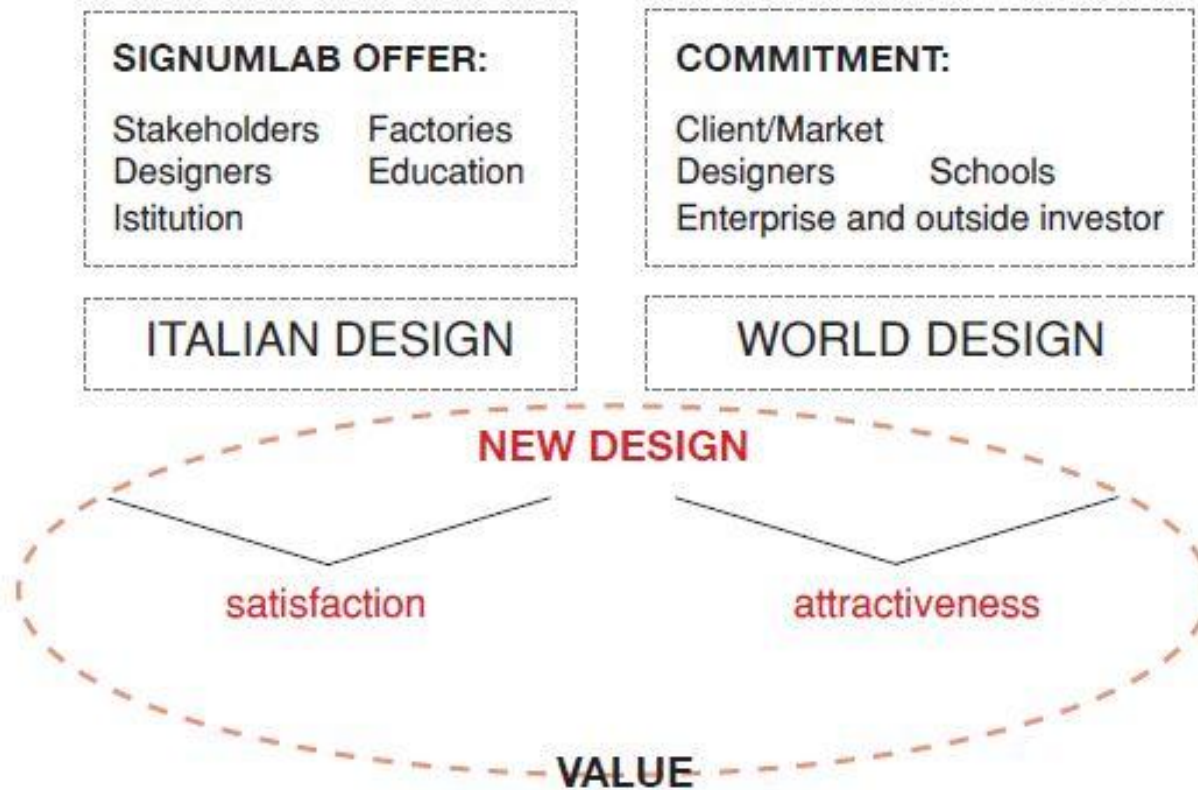 SIGNUMLAB OFFER:
Stakeholders Factories
Designers Education
Istitution
COMMITMENT:
Client/Market
Designers Schools
Enterprise and outside investor
ITALIAN DESIGN
WORLD DESIGN
NEW DESIGN
satisfaction
attractiveness
VALUE